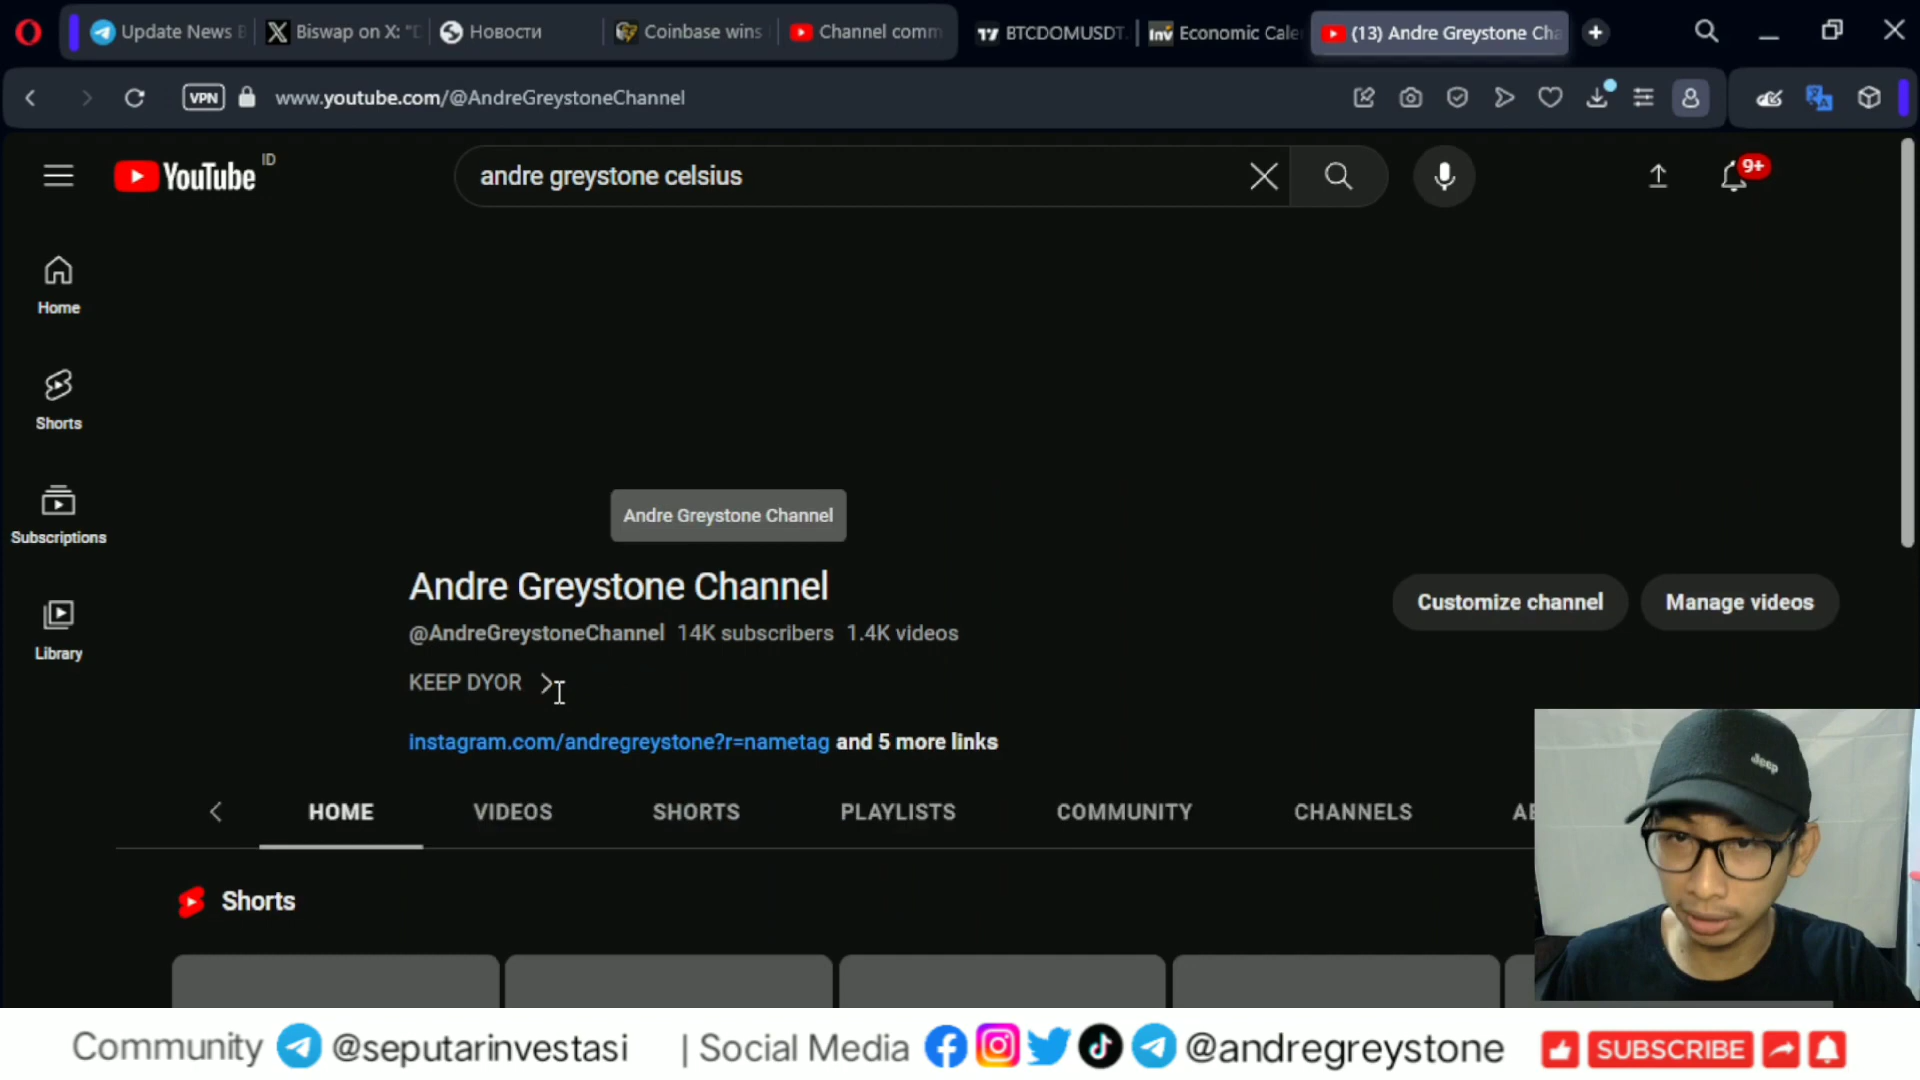 Update News B
Biswap on X: "D
Новости
Coinbase wins
Channel comm
BTCDOMUSDT
Economic Cale
(13) Andre Greystone Cha
VPN
www.youtube.com/@AndreGreystoneChannel
YouTube ID
andre greystone celsius
9+
Home
Shorts
Subscriptions
Library
Andre Greystone Channel
Andre Greystone Channel
@AndreGreystoneChannel 14K subscribers 1.4K videos
Customize channel
Manage videos
KEEP DYOR >
instagram.com/andregreystone?r=nametag and 5 more links
HOME
VIDEOS
SHORTS
PLAYLISTS
COMMUNITY
CHANNELS
Jeep
Shorts
Community @seputarinvestasi | Social Media @andregreystone SUBSCRIBE